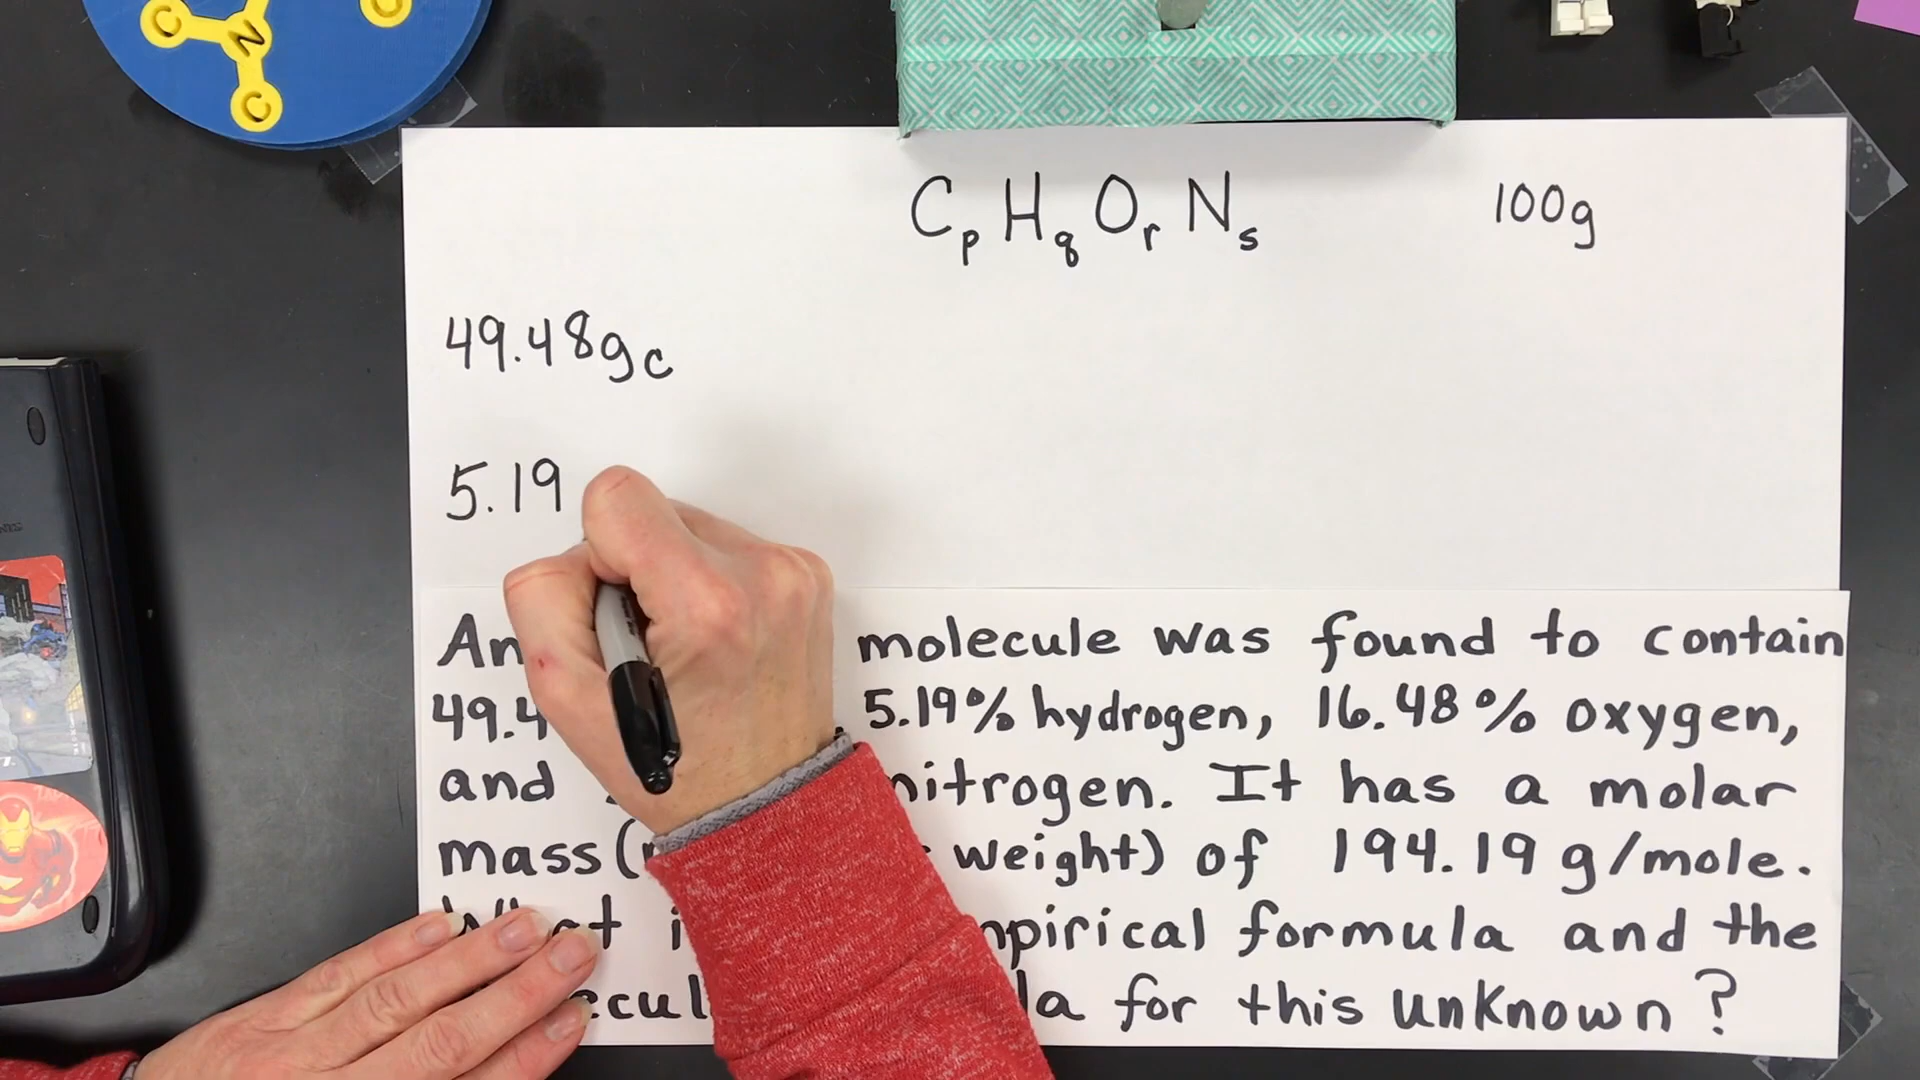 C
N
C
C
CpHqOrNs
100g
49.48gc
5.19
An molecule was found to contain
49.4 5.19% hydrogen, 16.48% oxygen,
and nitrogen. It has a molar
mass ( weight) of 194.19 g/mole.
What i mpirical formula and the
ecul la for this unknown?